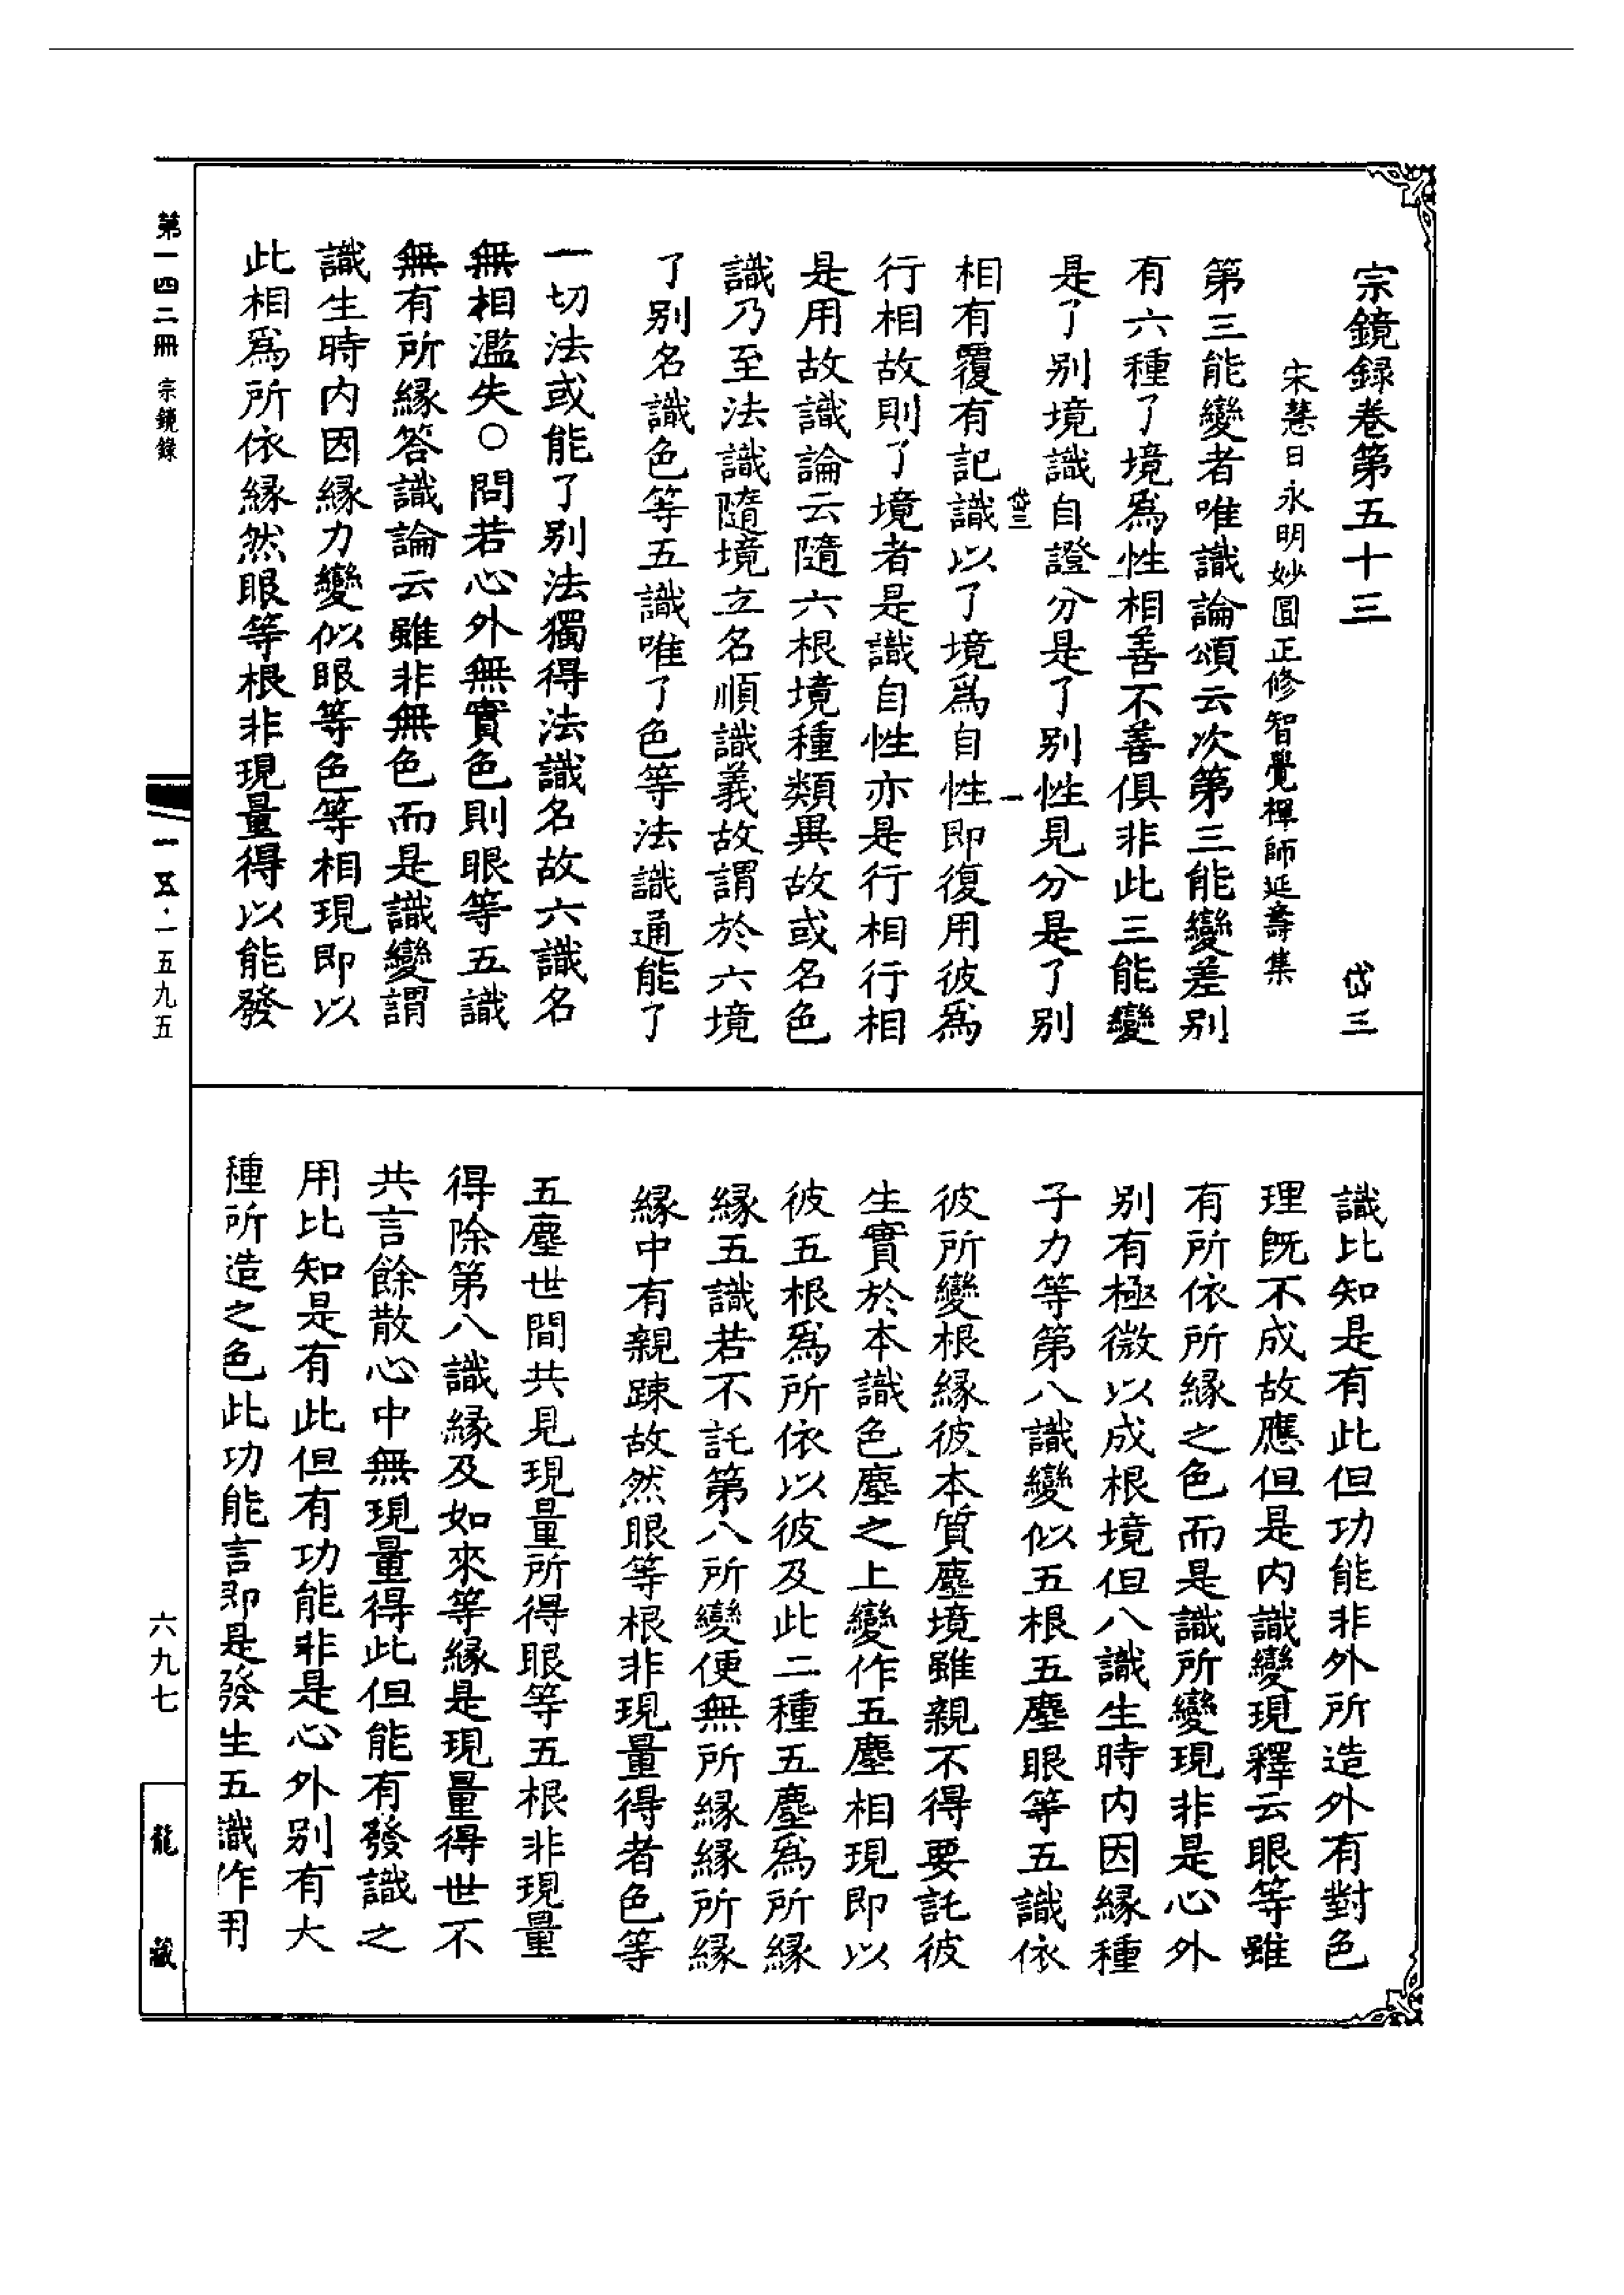 宗鏡録卷第五十三　岱三
宋慧日永明妙圓正修智覺禪師延壽集
第三能變者唯識論頌云次第三能變差別
有六種了境爲性相善不善俱非此三能變
是了別境識自證分是了別性見分是了別
岱三　一
相有覆有記識以了境爲自性即復用彼爲
行相故則了境者是識自性亦是行相行相
是用故識論云隨六根境種類異故或名色
識乃至法識隨境立名順識義故謂於六境
了別名識色等五識唯了色等法識通能了
一切法或能了別法獨得法識名故六識名
無相濫失○問若心外無實色則眼等五識
無有所縁答識論云雖非無色而是識變謂
識生時内因縁力變似眼等色等相現即以
此相爲所依縁然眼等根非現量得以能發
識比知是有此但功能非外所造外有對色
理旣不成故應但是内識變現釋云眼等雖
有所依所縁之色而是識所變現非是心外
別有極微以成根境但八識生時内因縁種
子力等第八識變似五根五塵眼等五識依
彼所變根縁彼本質塵境雖親不得要託彼
生實於本識色塵之上變作五塵相現即以
彼五根爲所依以彼及此二種五塵爲所縁
縁五識若不託第八所變便無所縁縁所縁
縁中有親踈故然眼等根非現量得者色等
五塵世間共見現量所得眼等五根非現量
得除第八識縁及如來等縁是現量得世不
共言餘散心中無現量得此但能有發識之
用比知是有此但有功能非是心外別有大
種所造之色此功能言即是發生五識作用
第一四二冊　宗鏡錄
一五·一五九五
六九七
龍藏